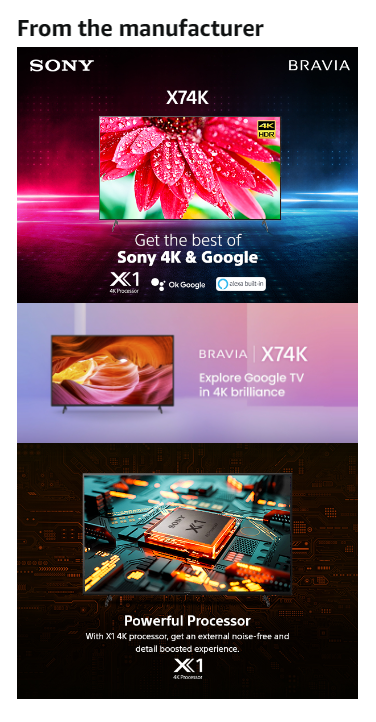 From the manufacturer
SONY
BRAVIA
X74K
4K
HDR
Get the best of
Sony 4K & Google
X1
4K Processor
Ok Google
alexa built-in
BRAVIA | X74K
Explore Google TV
in 4K brilliance
SONY
X1
Powerful Processor
With X1 4K processor, get an external noise-free and
detail boosted experience.
X1
4K Processor